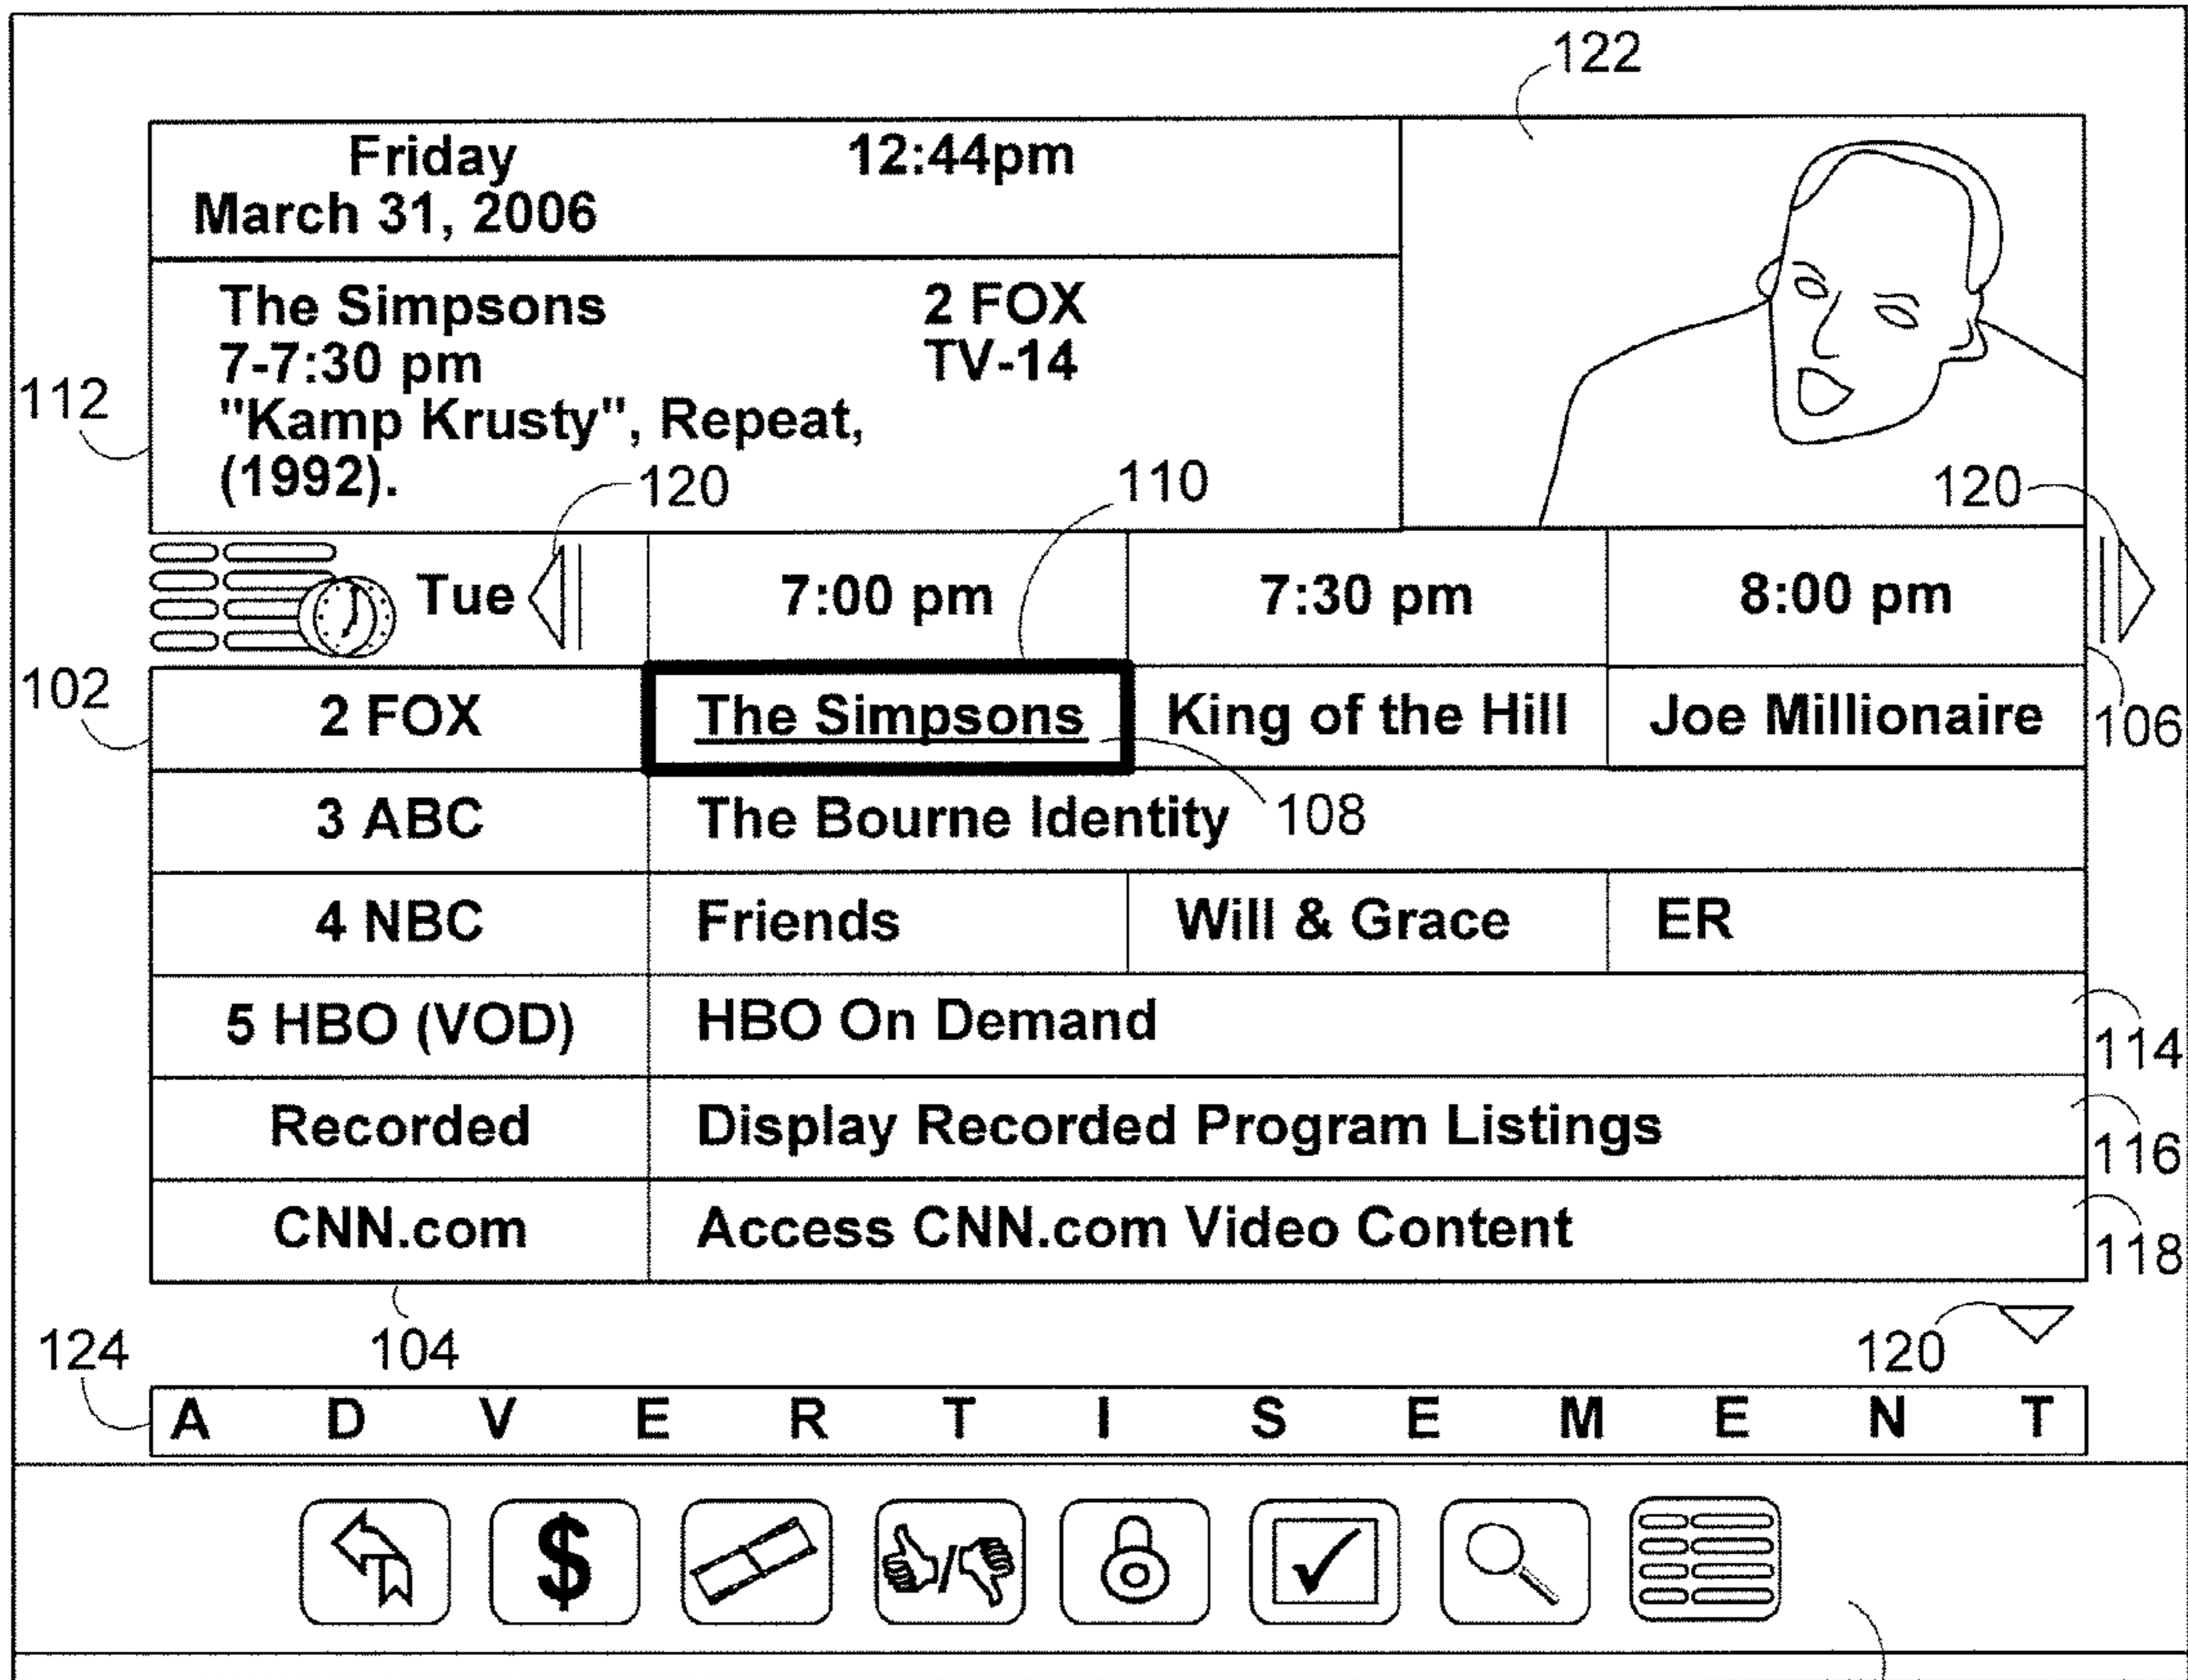 122
Friday 12:44pm
March 31, 2006
The Simpsons 2 FOX
7-7:30 pm TV-14
112
"Kamp Krusty", Repeat,
(1992).
120 110 120
Tue 7:00 pm 7:30 pm 8:00 pm
102
2 FOX The Simpsons King of the Hill Joe Millionaire
106
3 ABC The Bourne Identity 108
4 NBC Friends Will & Grace ER
5 HBO (VOD) HBO On Demand
114
Recorded Display Recorded Program Listings
116
CNN.com Access CNN.com Video Content
118
124 104 120
A D V E R T I S E M E N T
$ /